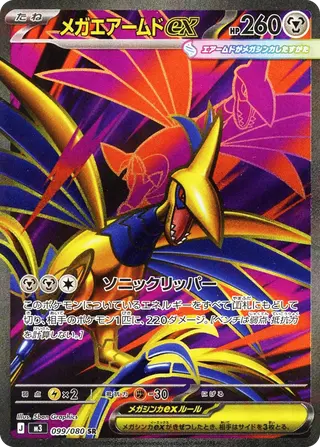 たね メガエアームドex HP260
エアームドがメガシンカしたすがた
ソニックリッパー
このポケモンについているエネルギーをすべて山札にもどして
切り、相手のポケモン1匹に、220ダメージ。[ベンチは弱点・抵抗力
を計算しない。]
弱点 ×2 抵抗力 -30 にげる
メガシンカexルール
メガシンカexがきぜつしたとき、相手はサイドを3枚とる。
Illus. 5ban Graphics
J m3 099/080 SR